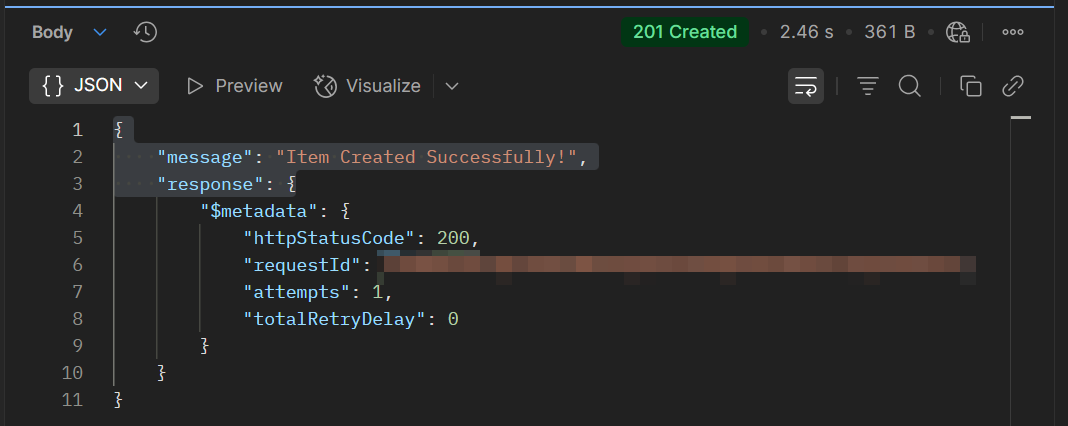 Body 201 Created • 2.46 s • 361 B •
{} JSON Preview Visualize
1 {
2 "message": "Item Created Successfully!",
3 "response": {
4 "$metadata": {
5 "httpStatusCode": 200,
6 "requestId":
7 "attempts": 1,
8 "totalRetryDelay": 0
9 }
10 }
11 }